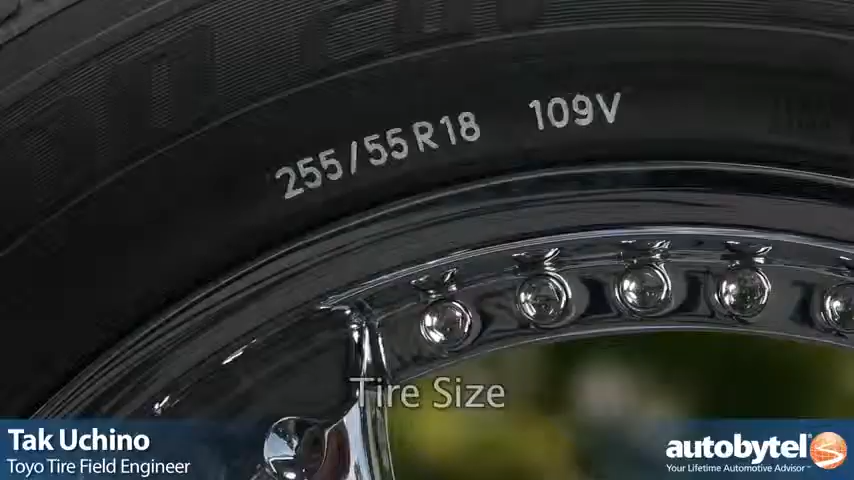 255/55R18 109V
Tire Size
Tak Uchino
Toyo Tire Field Engineer
autobytel
Your Lifetime Automotive Advisor